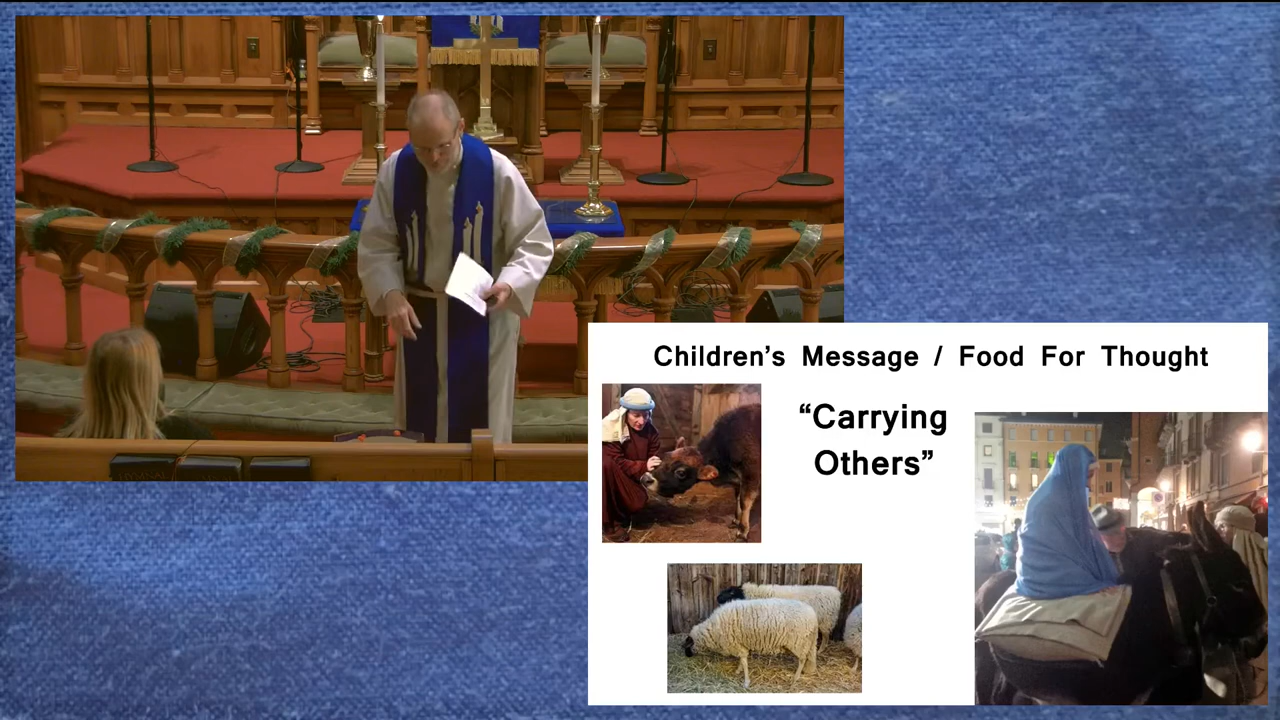 Children's Message / Food For Thought
“Carrying
Others”